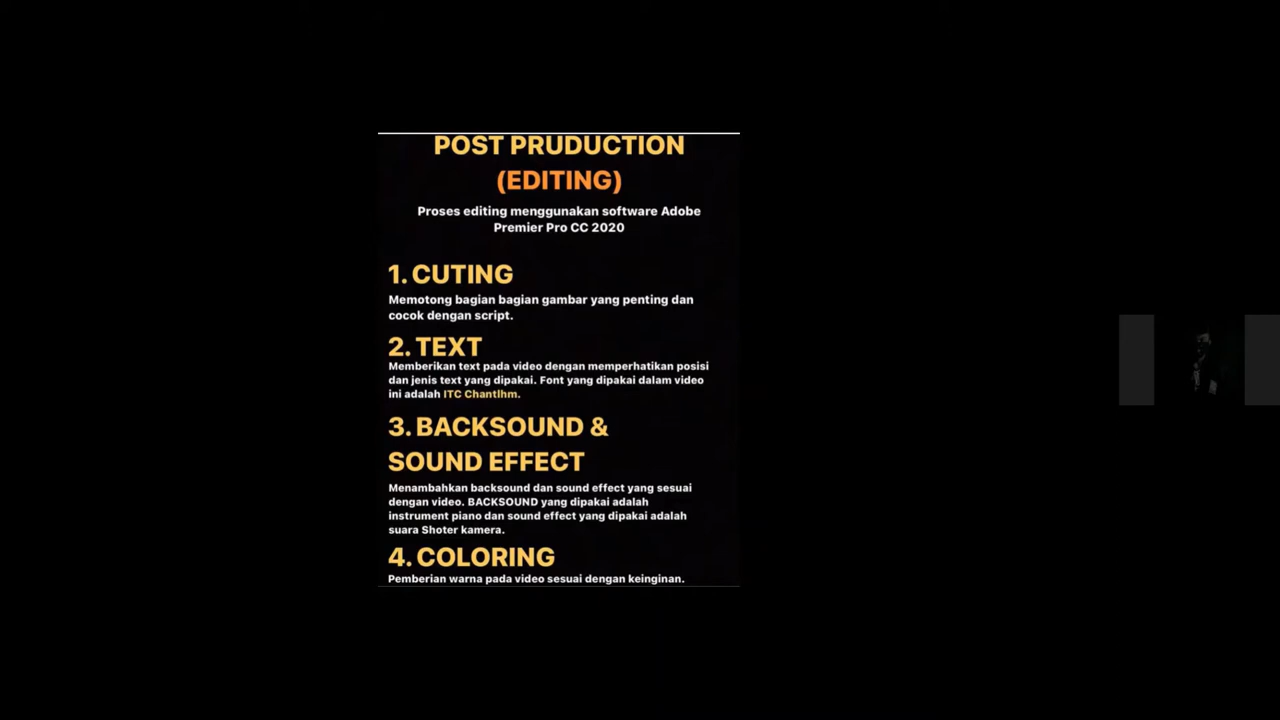 POST PRUDUCTION
(EDITING)
Proses editing menggunakan software Adobe
Premier Pro CC 2020
1. CUTING
Memotong bagian bagian gambar yang penting dan
cocok dengan script.
2. TEXT
Memberikan text pada video dengan memperhatikan posisi
dan jenis text yang dipakai. Font yang dipakai dalam video
ini adalah ITC Chantlhm.
3. BACKSOUND &
SOUND EFFECT
Menambahkan backsound dan sound effect yang sesuai
dengan video. BACKSOUND yang dipakai adalah
instrument piano dan sound effect yang dipakai adalah
suara Shoter kamera.
4. COLORING
Pemberian warna pada video sesuai dengan keinginan.